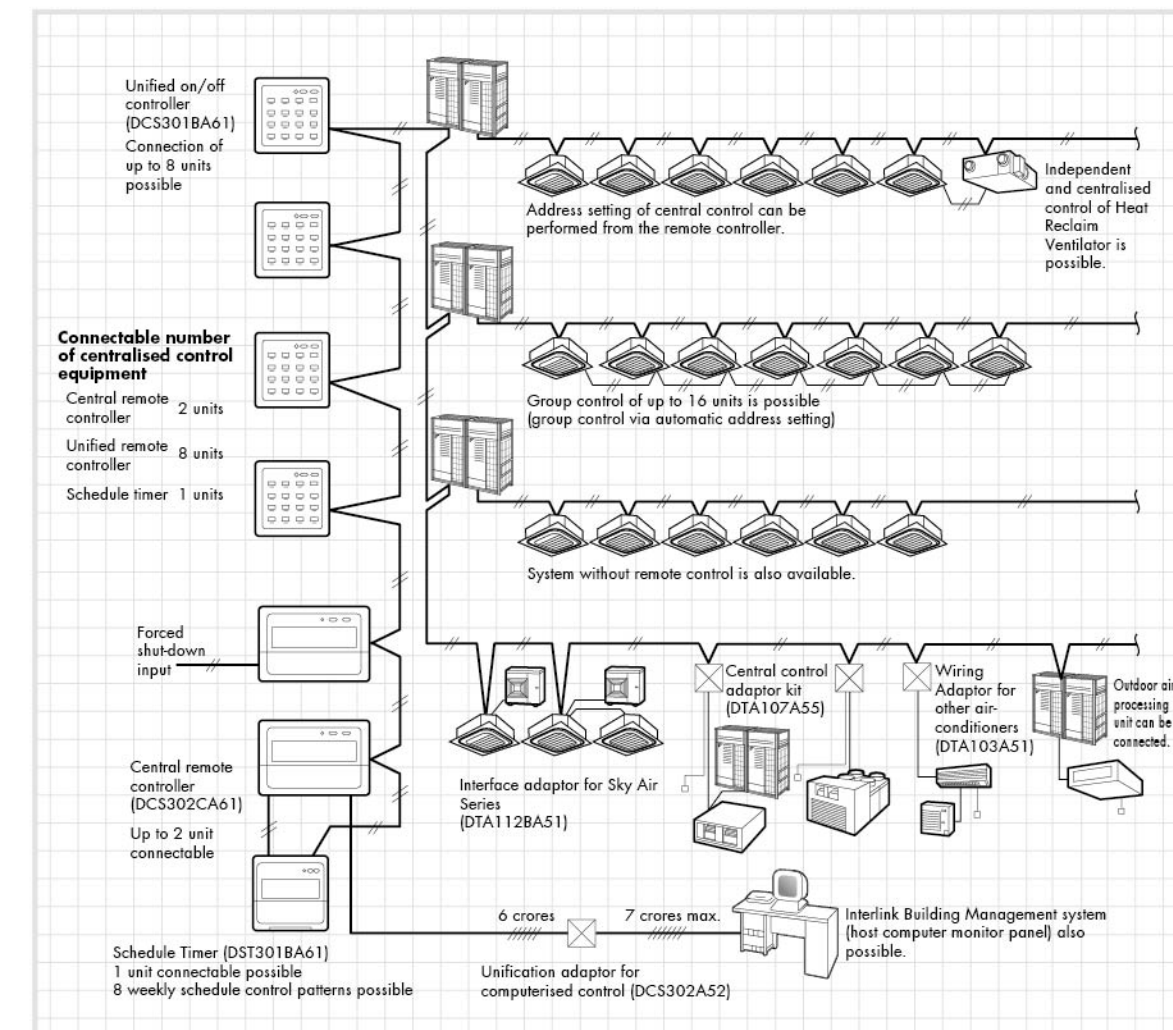 Unified on/off
controller
(DCS301BA61)
Connection of
up to 8 units
possible
Address setting of central control can be
performed from the remote controller.
Independent
and centralised
control of Heat
Reclaim
Ventilator is
possible.
Connectable number
of centralised control
equipment
Central remote
controller 2 units
Unified remote
controller 8 units
Schedule timer 1 units
Group control of up to 16 units is possible
(group control via automatic address setting)
System without remote control is also available.
Forced
shut-down
input
Central remote
controller
(DCS302CA61)
Up to 2 unit
connectable
Interface adaptor for Sky Air
Series
(DTA112BA51)
Central control
adaptor kit
(DTA107A55)
Wiring
Adaptor for
other air-
conditioners
(DTA103A51)
Outdoor air
processing
unit can be
connected.
Schedule Timer (DST301BA61)
1 unit connectable possible
8 weekly schedule control patterns possible
6 crores
7 crores max.
Unification adaptor for
computerised control (DCS302A52)
Interlink Building Management system
(host computer monitor panel) also
possible.